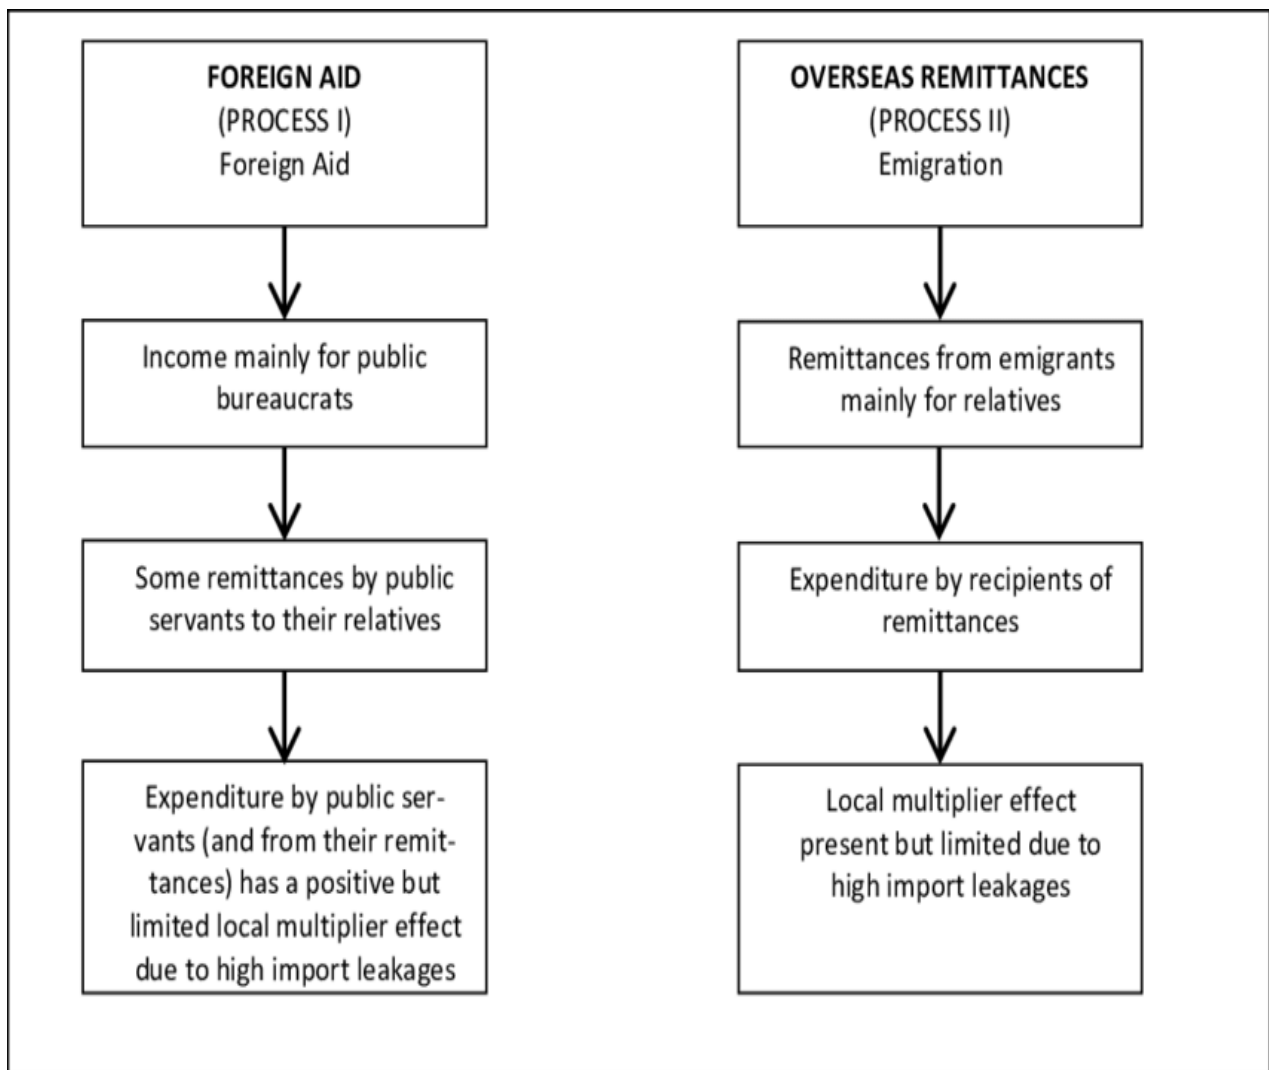 FOREIGN AID
(PROCESS I)
Foreign Aid
Income mainly for public
bureaucrats
Some remittances by public
servants to their relatives
Expenditure by public ser-
vants (and from their remit-
tances) has a positive but
limited local multiplier effect
due to high import leakages
OVERSEAS REMITTANCES
(PROCESS II)
Emigration
Remittances from emigrants
mainly for relatives
Expenditure by recipients of
remittances
Local multiplier effect
present but limited due to
high import leakages